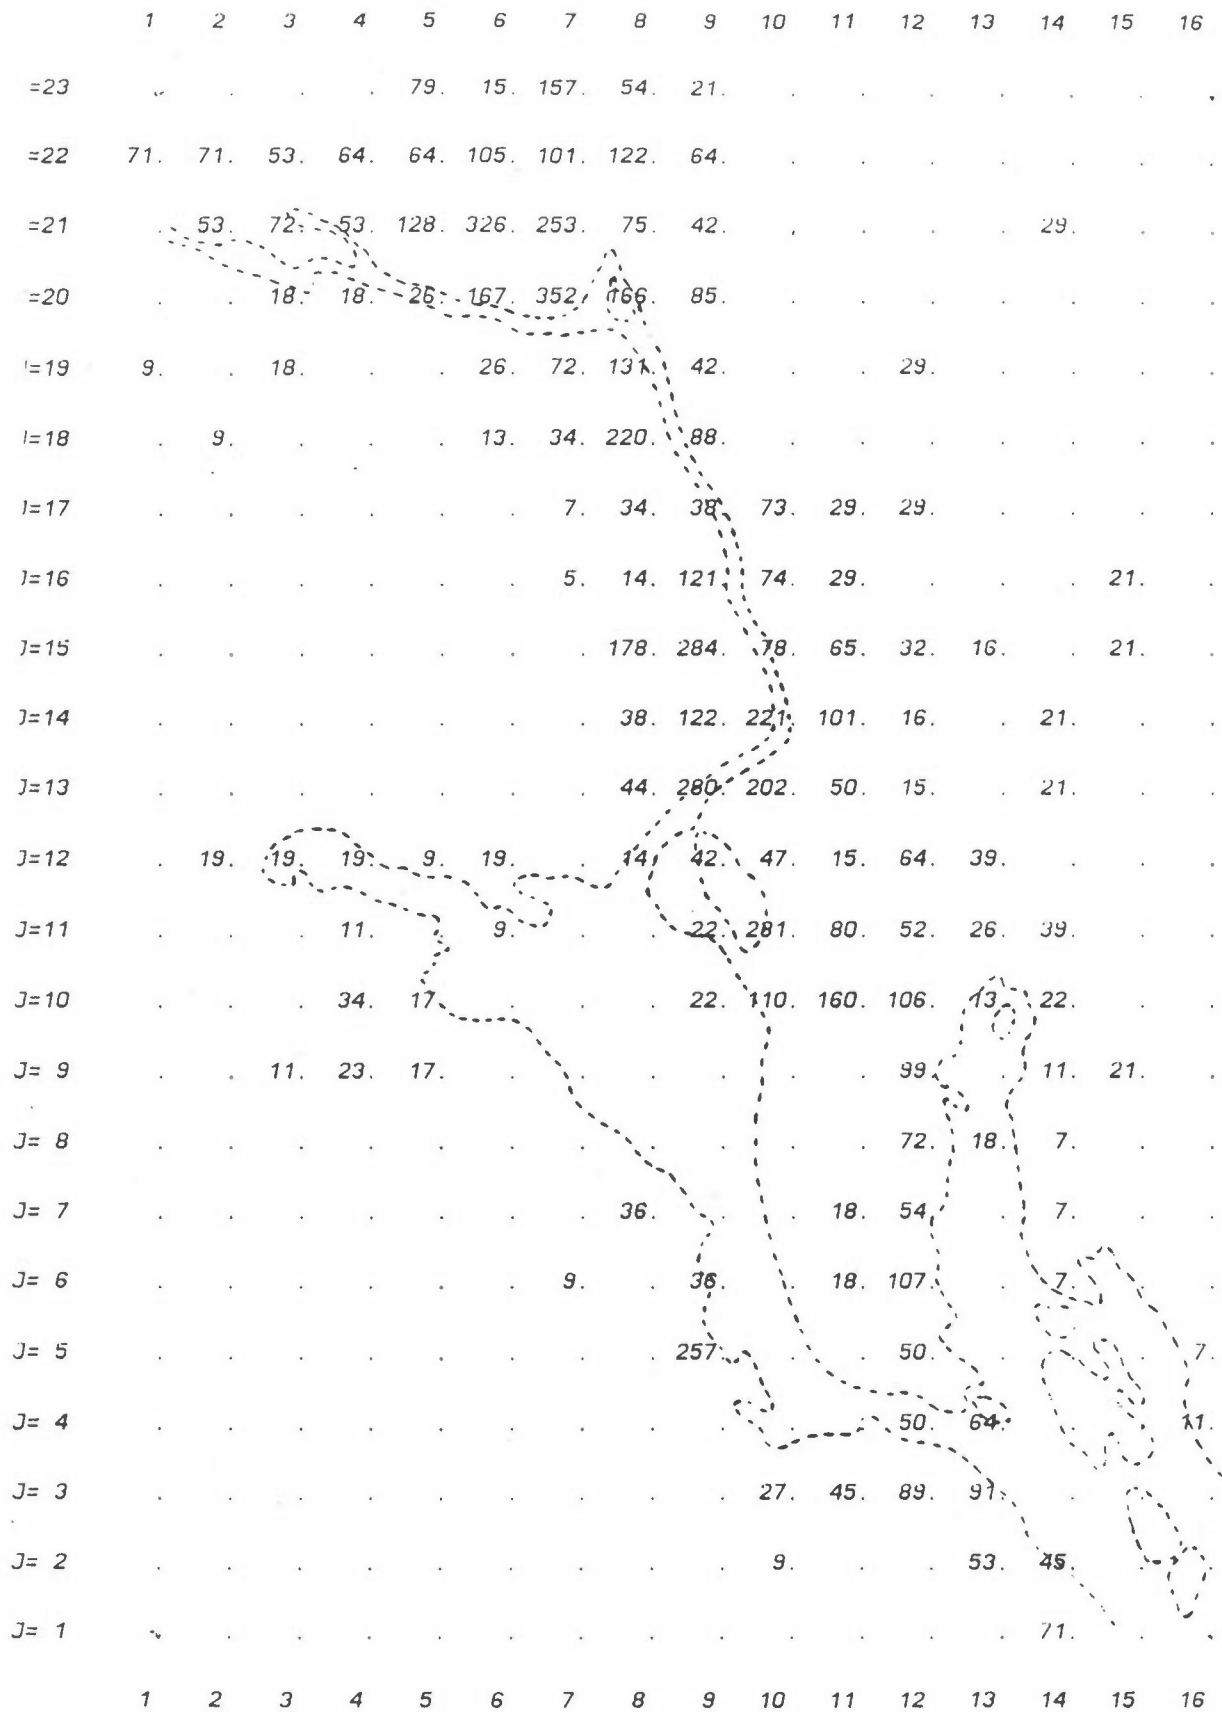 1 2 3 4 5 6 7 8 9 10 11 12 13 14 15 16
=23 . . . . 79. 15. 157. 54. 21. . . . . . . .
=22 71. 71. 53. 64. 64. 105. 101. 122. 64. . . . . . . .
=21 . 53. 72. 53. 128. 326. 253. 75. 42. . . . . 29. . .
=20 . . 18. 18. 26. 167. 352. 166. 85. . . . . . . .
=19 9. . 18. . . 26. 72. 131. 42. . . 29. . . . .
=18 . 9. . . . 13. 34. 220. 88. . . . . . . .
=17 . . . . . . 7. 34. 38. 73. 29. 29. . . . .
=16 . . . . . . 5. 14. 121. 74. 29. . . . 21. .
J=15 . . . . . . . 178. 284. 78. 65. 32. 16. . 21. .
J=14 . . . . . . . 38. 122. 221. 101. 16. . 21. . .
J=13 . . . . . . . 44. 280. 202. 50. 15. . 21. . .
J=12 . 19. 19. 19. 9. 19. . 14. 42. 47. 15. 64. 39. . . .
J=11 . . . 11. . 9. . . 22. 281. 80. 52. 26. 39. . .
J=10 . . . 34. 17. . . . 22. 110. 160. 106. 13. 22. . .
J= 9 . . 11. 23. 17. . . . . . . 99. . 11. 21. .
J= 8 . . . . . . . . . . . 72. 18. 7. . .
J= 7 . . . . . . . 36. . . 18. 54. . 7. . .
J= 6 . . . . . . 9. . 36. . 18. 107. . 7. . .
J= 5 . . . . . . . . 257. . . 50. . . . 7.
J= 4 . . . . . . . . . . . 50. 64. . . 11.
J= 3 . . . . . . . . . 27. 45. 89. 91. . . .
J= 2 . . . . . . . . . 9. . . 53. 45. . .
J= 1 . . . . . . . . . . . . . 71. . .
1 2 3 4 5 6 7 8 9 10 11 12 13 14 15 16